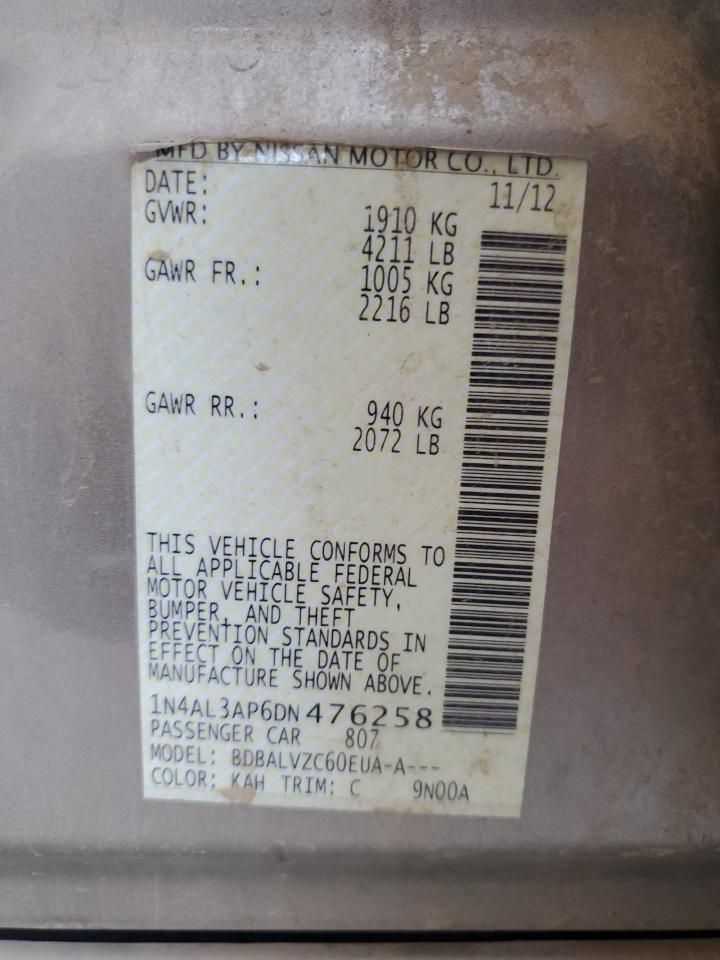 MFD BY NISSAN MOTOR CO., LTD.
DATE: 11/12
GVWR: 1910 KG
4211 LB
GAWR FR.: 1005 KG
2216 LB
GAWR RR.: 940 KG
2072 LB
THIS VEHICLE CONFORMS TO
ALL APPLICABLE FEDERAL
MOTOR VEHICLE SAFETY,
BUMPER, AND THEFT
PREVENTION STANDARDS IN
EFFECT ON THE DATE OF
MANUFACTURE SHOWN ABOVE.
1N4AL3AP6DN476258
PASSENGER CAR 807
MODEL: BDBALVZC60EUA-A---
COLOR: KAH TRIM: C 9N00A